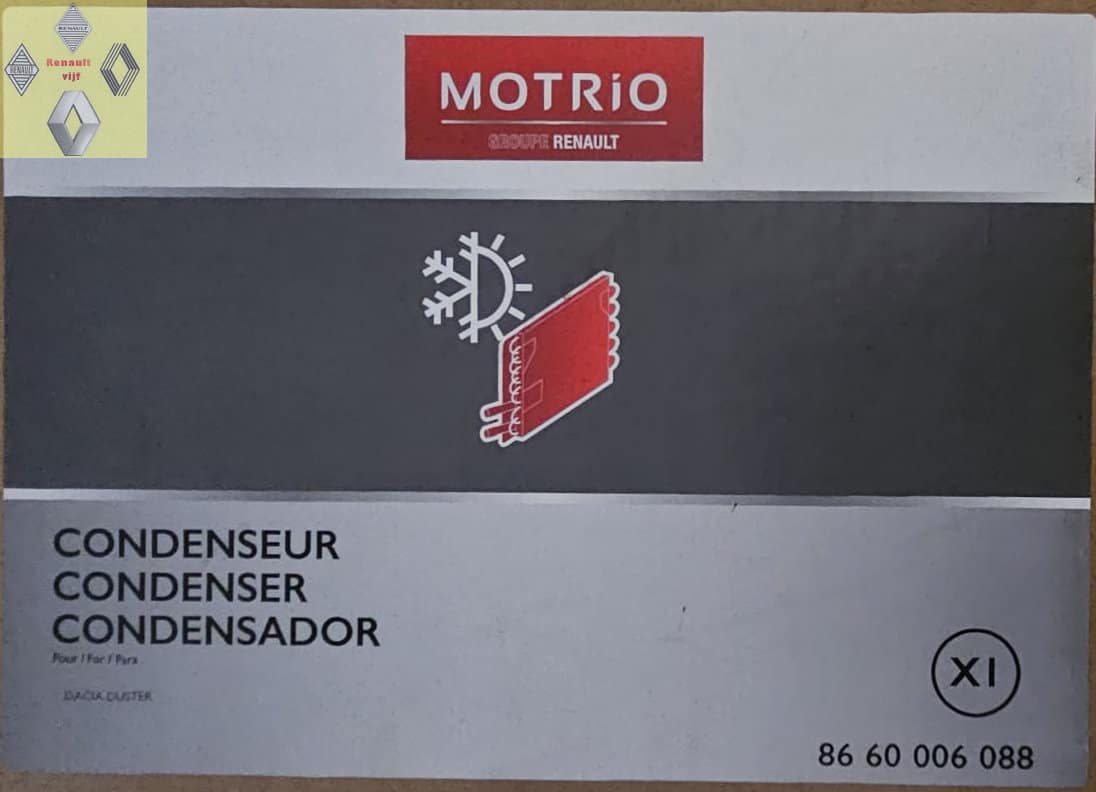 RENAULT
RENAULT
Renault
vijf
MOTRiO
GROUPE RENAULT
CONDENSEUR
CONDENSER
CONDENSADOR
Pour / For / Para
DACIA DUSTER
XI
86 60 006 088